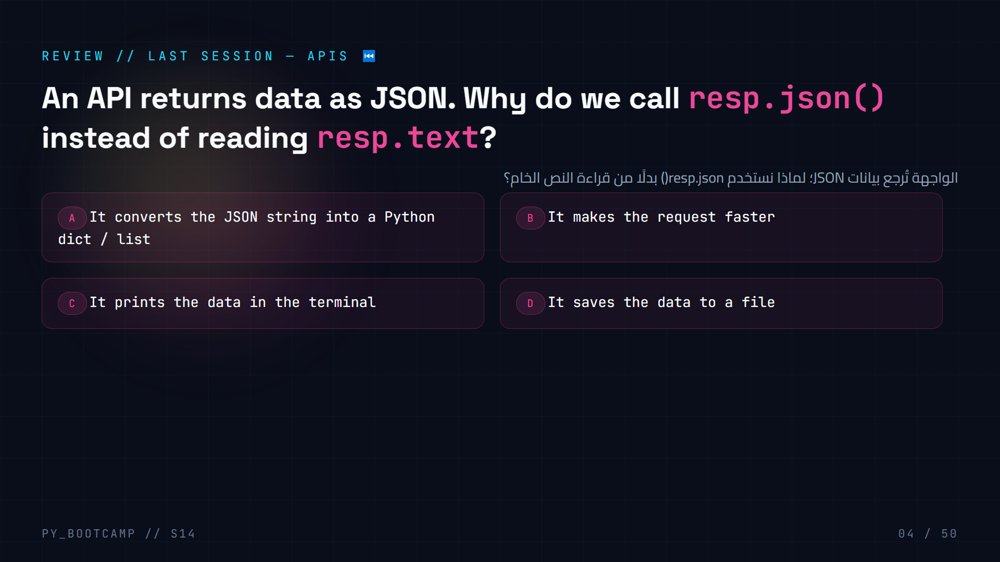 REVIEW // LAST SESSION — APIS ⏮
An API returns data as JSON. Why do we call resp.json()
instead of reading resp.text?
الواجهة تُرجع بيانات JSON؛ لماذا نستخدم resp.json() بدلًا من قراءة النص الخام؟
A It converts the JSON string into a Python
dict / list
B It makes the request faster
C It prints the data in the terminal
D It saves the data to a file
PY_BOOTCAMP // S14
04 / 50